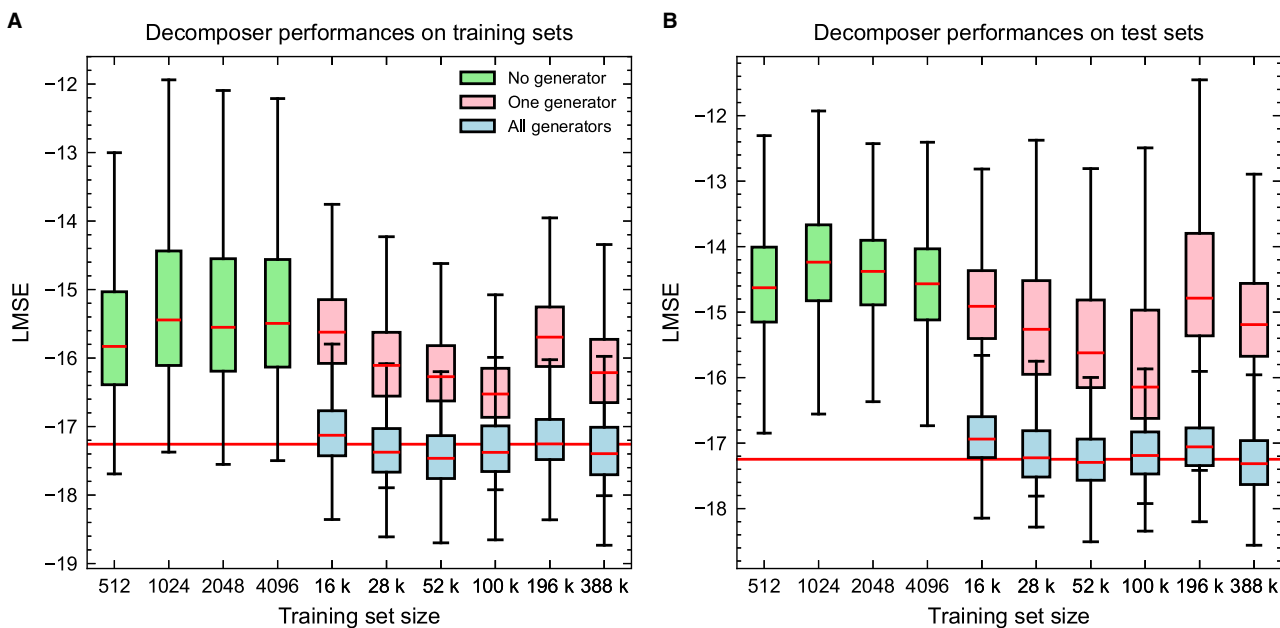 A
Decomposer performances on training sets
−12
−13
−14
−15
−16
−17
−18
−19
LMSE
No generator
One generator
All generators
512 1024 2048 4096 16 k 28 k 52 k 100 k 196 k 388 k
Training set size
B
Decomposer performances on test sets
−12
−13
−14
−15
−16
−17
−18
LMSE
512 1024 2048 4096 16 k 28 k 52 k 100 k 196 k 388 k
Training set size